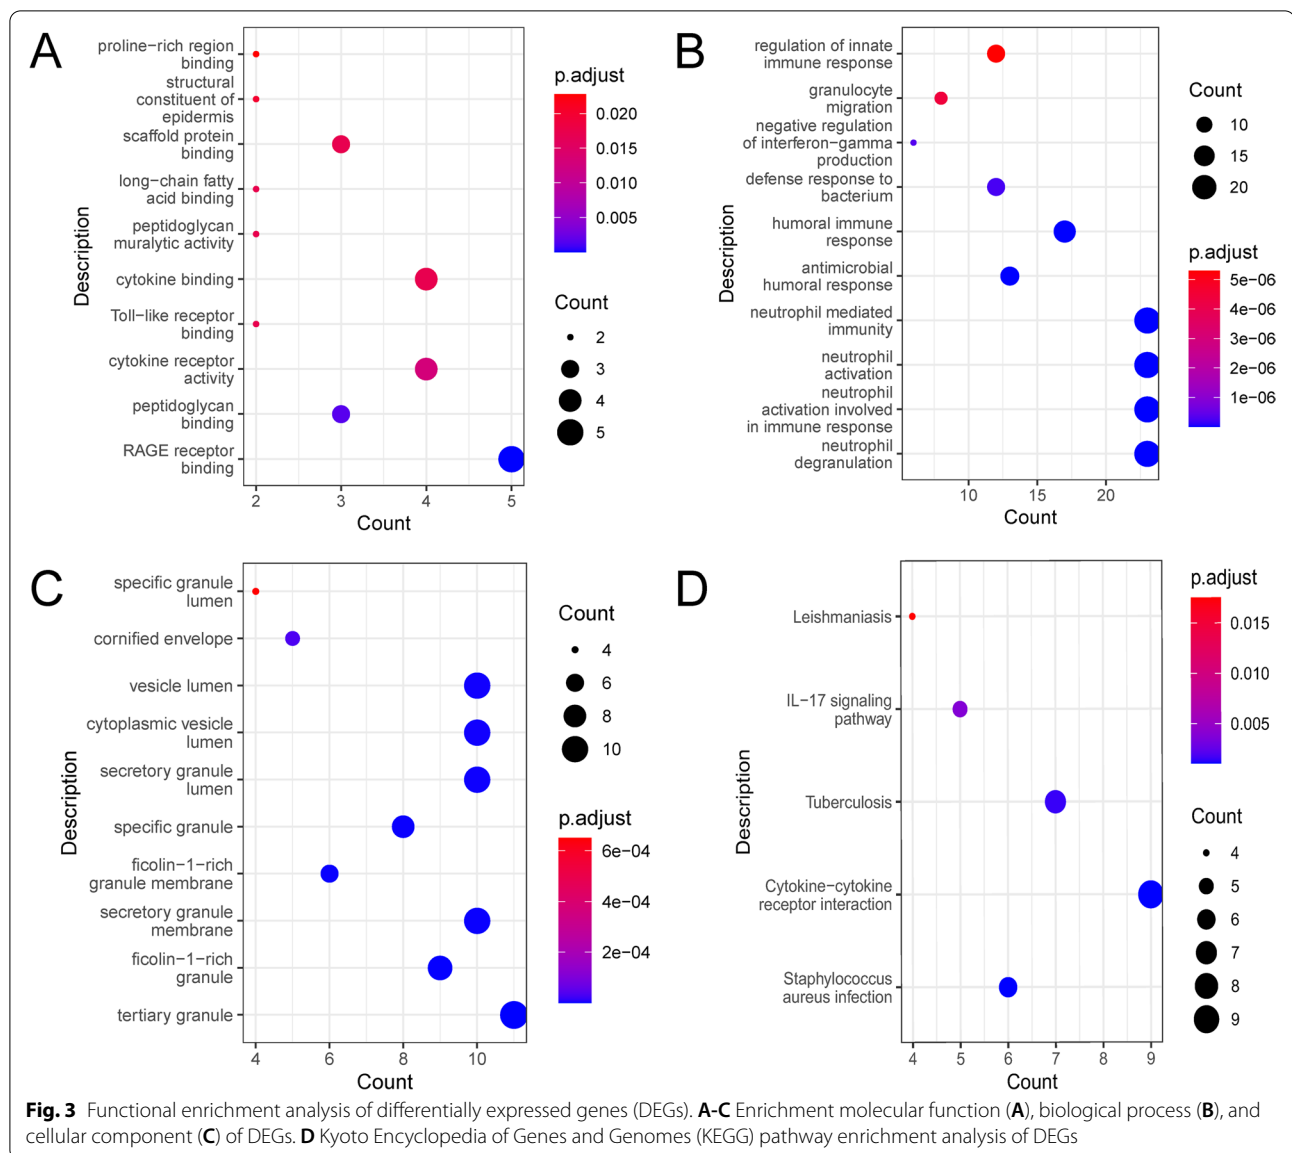 A
proline−rich region
binding
structural
constituent of
epidermis
scaffold protein
binding
long−chain fatty
acid binding
peptidoglycan
muralytic activity
cytokine binding
Toll−like receptor
binding
cytokine receptor
activity
peptidoglycan
binding
RAGE receptor
binding
Description
2 3 4 5
Count
p.adjust
0.020
0.015
0.010
0.005
Count
2
3
4
5
B
regulation of innate
immune response
granulocyte
migration
negative regulation
of interferon−gamma
production
defense response to
bacterium
humoral immune
response
antimicrobial
humoral response
neutrophil mediated
immunity
neutrophil
activation
neutrophil
activation involved
in immune response
neutrophil
degranulation
Description
10 15 20
Count
Count
10
15
20
p.adjust
5e−06
4e−06
3e−06
2e−06
1e−06
C
specific granule
lumen
cornified envelope
vesicle lumen
cytoplasmic vesicle
lumen
secretory granule
lumen
specific granule
ficolin−1−rich
granule membrane
secretory granule
membrane
ficolin−1−rich
granule
tertiary granule
Description
4 6 8 10
Count
Count
4
6
8
10
p.adjust
6e−04
4e−04
2e−04
D
Leishmaniasis
IL−17 signaling
pathway
Tuberculosis
Cytokine−cytokine
receptor interaction
Staphylococcus
aureus infection
Description
4 5 6 7 8 9
Count
p.adjust
0.015
0.010
0.005
Count
4
5
6
7
8
9
Fig. 3 Functional enrichment analysis of differentially expressed genes (DEGs). A-C Enrichment molecular function (A), biological process (B), and
cellular component (C) of DEGs. D Kyoto Encyclopedia of Genes and Genomes (KEGG) pathway enrichment analysis of DEGs